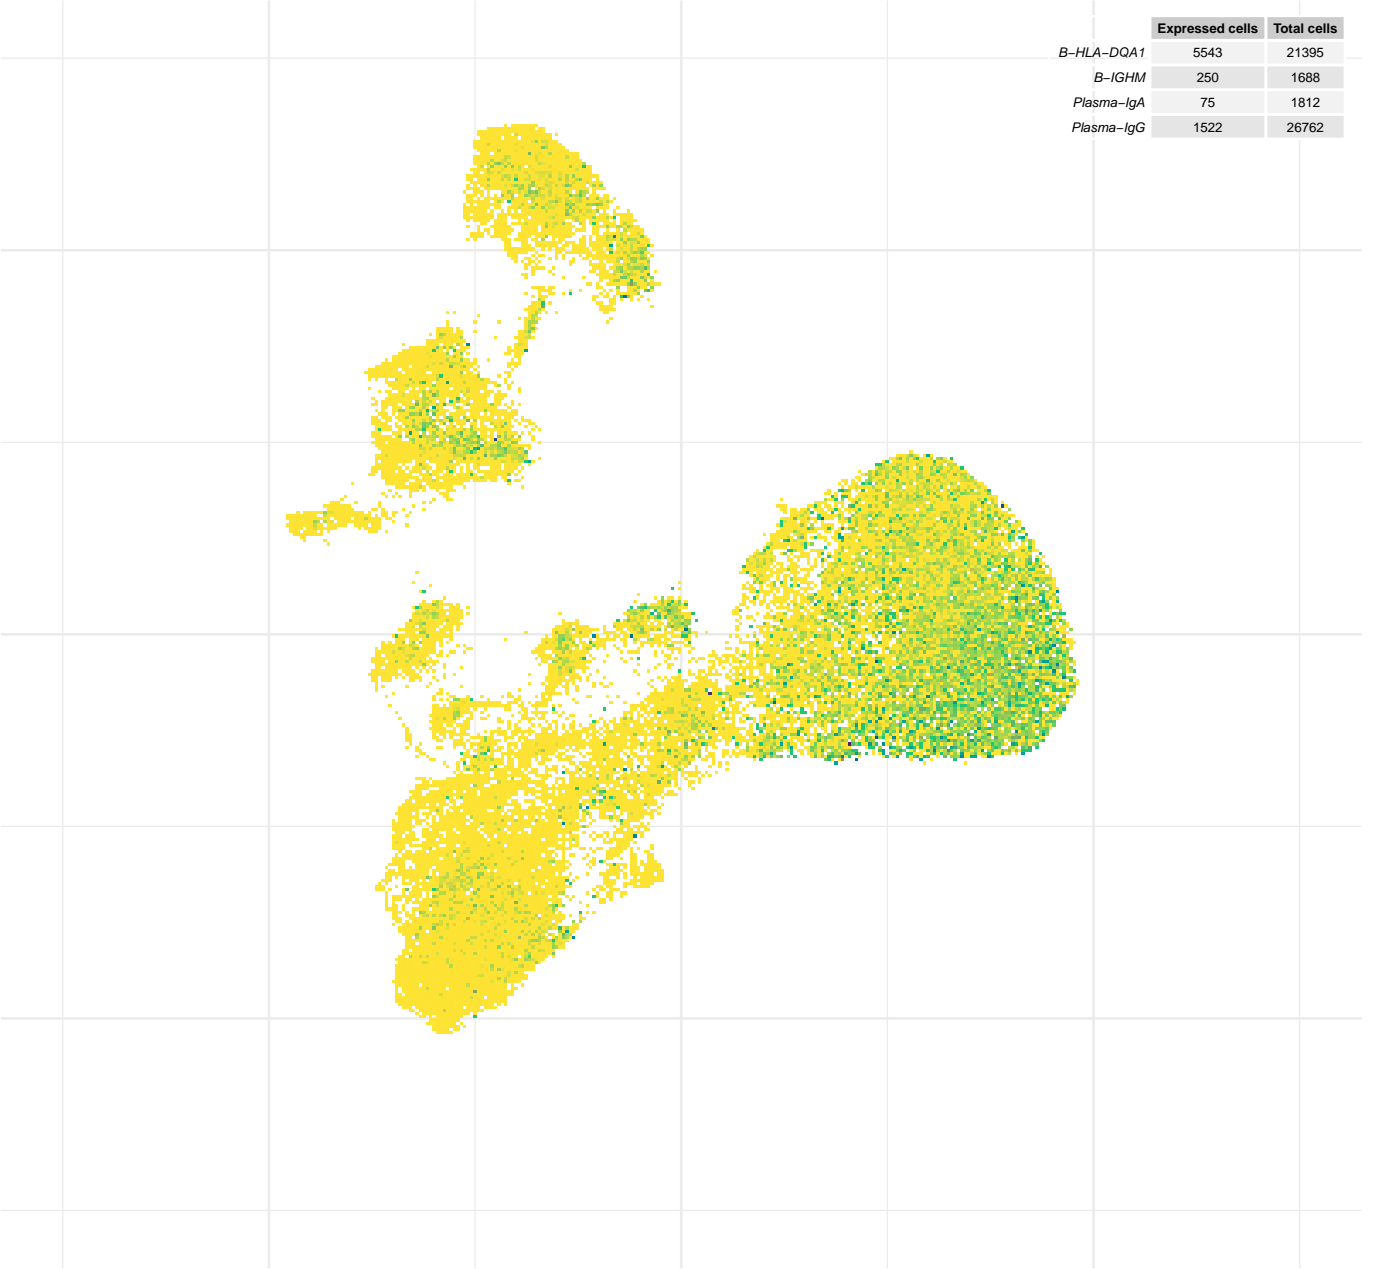 Expressed cells Total cells
B−HLA−DQA1 5543 21395
B−IGHM 250 1688
Plasma−IgA 75 1812
Plasma−IgG 1522 26762